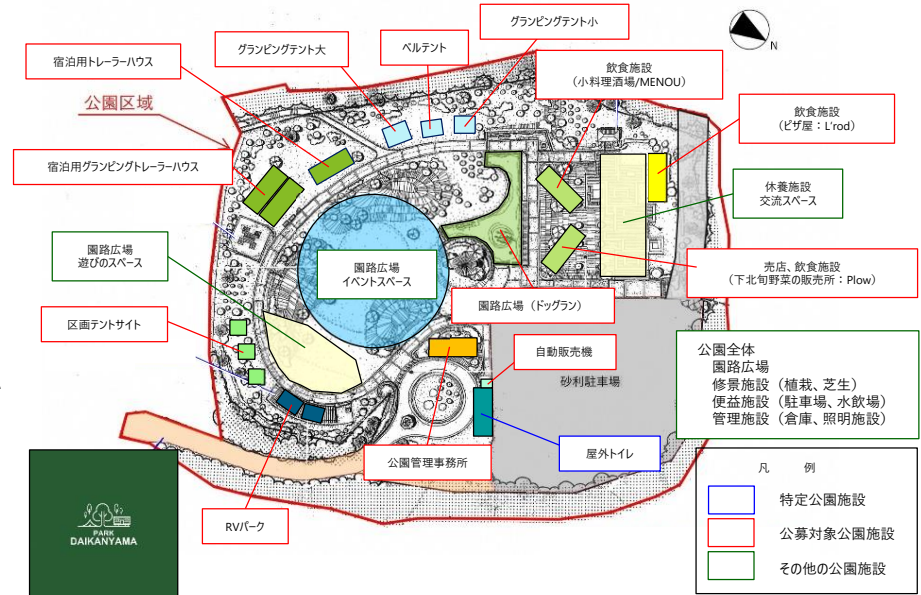 グランピングテント小
グランピングテント大
ベルテント
宿泊用トレーラーハウス
飲食施設
(小料理酒場/MENOU)
N
公園区域
飲食施設
(ピザ屋:L'rod)
宿泊用グランピングトレーラーハウス
休養施設
交流スペース
園路広場
遊びのスペース
園路広場
イベントスペース
売店、飲食施設
(下北旬野菜の販売所:Plow)
園路広場(ドッグラン)
区画テントサイト
自動販売機
砂利駐車場
公園全体
園路広場
修景施設(植栽、芝生)
便益施設(駐車場、水飲場)
管理施設(倉庫、照明施設)
公園管理事務所
屋外トイレ
RVパーク
凡 例
特定公園施設
公募対象公園施設
その他の公園施設
PARK
DAIKANYAMA